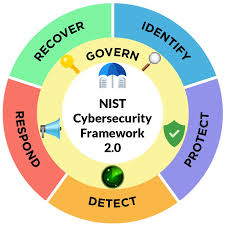 RECOVER
IDENTIFY
GOVERN
NIST
Cybersecurity
Framework
2.0
RESPOND
PROTECT
DETECT